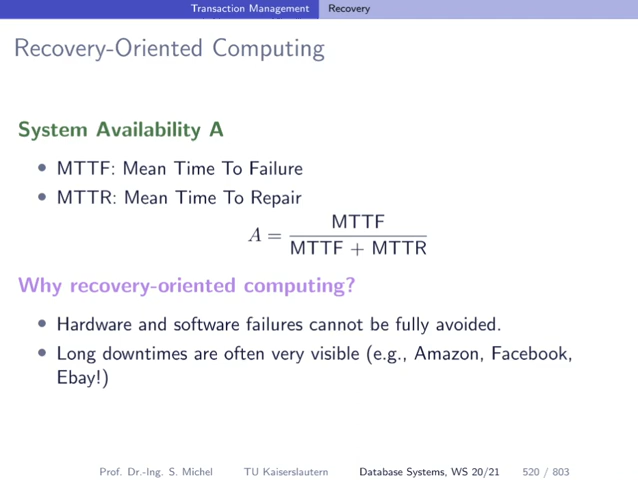 Transaction Management Recovery
Recovery-Oriented Computing
System Availability A
• MTTF: Mean Time To Failure
• MTTR: Mean Time To Repair
A = MTTF / (MTTF + MTTR)
Why recovery-oriented computing?
• Hardware and software failures cannot be fully avoided.
• Long downtimes are often very visible (e.g., Amazon, Facebook,
Ebay!)
Prof. Dr.-Ing. S. Michel TU Kaiserslautern Database Systems, WS 20/21 520 / 803